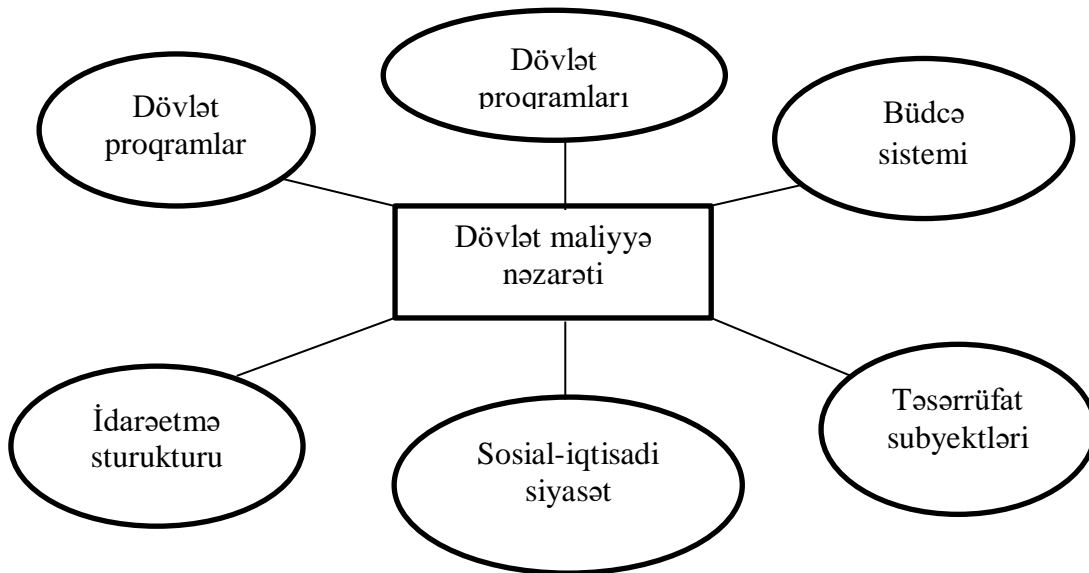 Dövlət
proqramlar
Dövlət
proqramları
Büdcə
sistemi
Dövlət maliyyə
nəzarəti
İdarəetmə
sturukturu
Sosial-iqtisadi
siyasət
Təsərrüfat
subyektləri